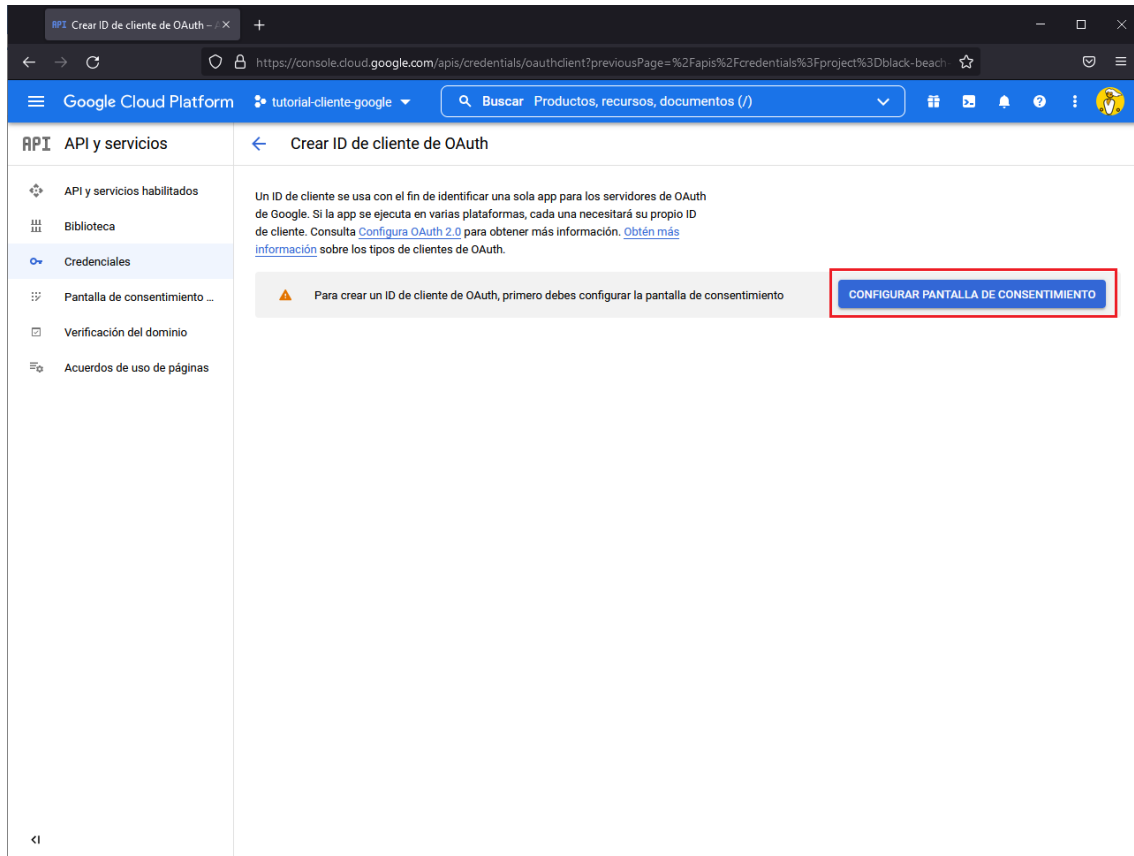 API Crear ID de cliente de OAuth – A
https://console.cloud.google.com/apis/credentials/oauthclient?previousPage=%2Fapis%2Fcredentials%3Fproject%3Dblack-beach-
Google Cloud Platform
tutorial-cliente-google
Buscar Productos, recursos, documentos (/)
API API y servicios
Crear ID de cliente de OAuth
API y servicios habilitados
Biblioteca
Credenciales
Pantalla de consentimiento ...
Verificación del dominio
Acuerdos de uso de páginas
Un ID de cliente se usa con el fin de identificar una sola app para los servidores de OAuth
de Google. Si la app se ejecuta en varias plataformas, cada una necesitará su propio ID
de cliente. Consulta Configura OAuth 2.0 para obtener más información. Obtén más
información sobre los tipos de clientes de OAuth.
Para crear un ID de cliente de OAuth, primero debes configurar la pantalla de consentimiento
CONFIGURAR PANTALLA DE CONSENTIMIENTO